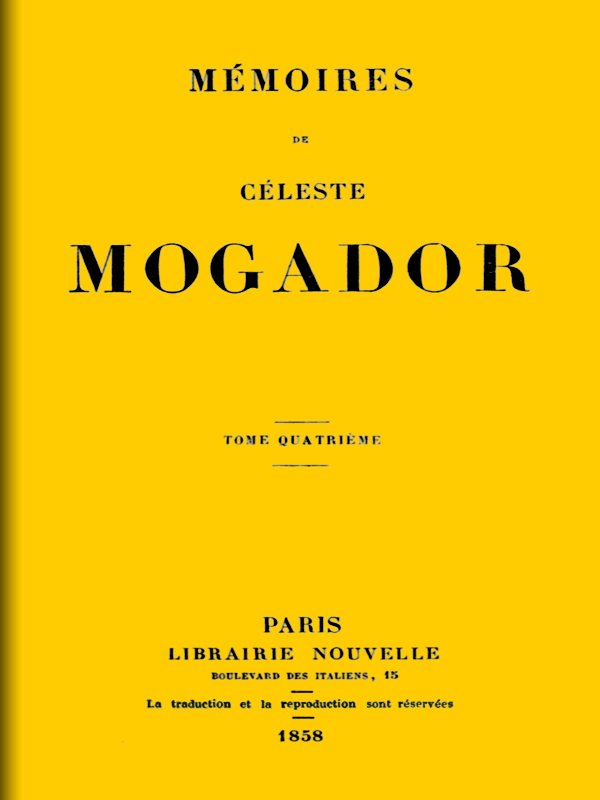 MÉMOIRES
DE
CÉLESTE
MOGADOR
TOME QUATRIÈME
PARIS
LIBRAIRIE NOUVELLE
BOULEVARD DES ITALIENS, 15
La traduction et la reproduction sont réservées
1858